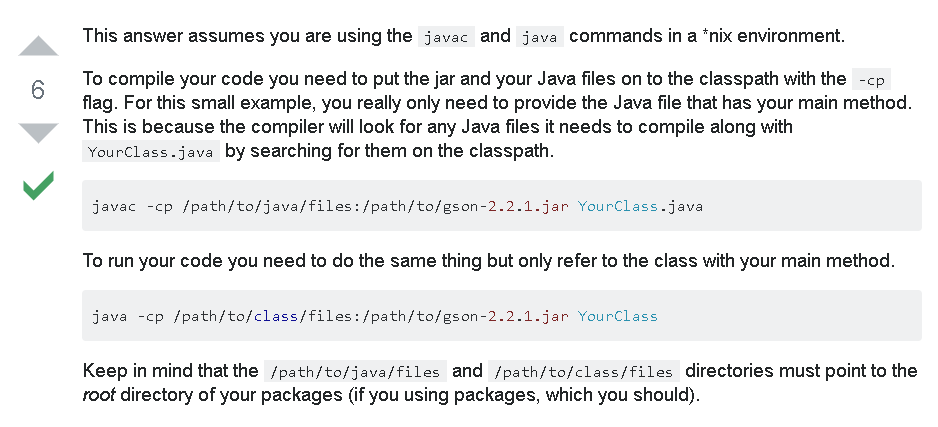 This answer assumes you are using the javac and java commands in a *nix environment.
6
To compile your code you need to put the jar and your Java files on to the classpath with the -cp
flag. For this small example, you really only need to provide the Java file that has your main method.
This is because the compiler will look for any Java files it needs to compile along with
YourClass.java by searching for them on the classpath.
javac -cp /path/to/java/files:/path/to/gson-2.2.1.jar YourClass.java
To run your code you need to do the same thing but only refer to the class with your main method.
java -cp /path/to/class/files:/path/to/gson-2.2.1.jar YourClass
Keep in mind that the /path/to/java/files and /path/to/class/files directories must point to the
root directory of your packages (if you using packages, which you should).